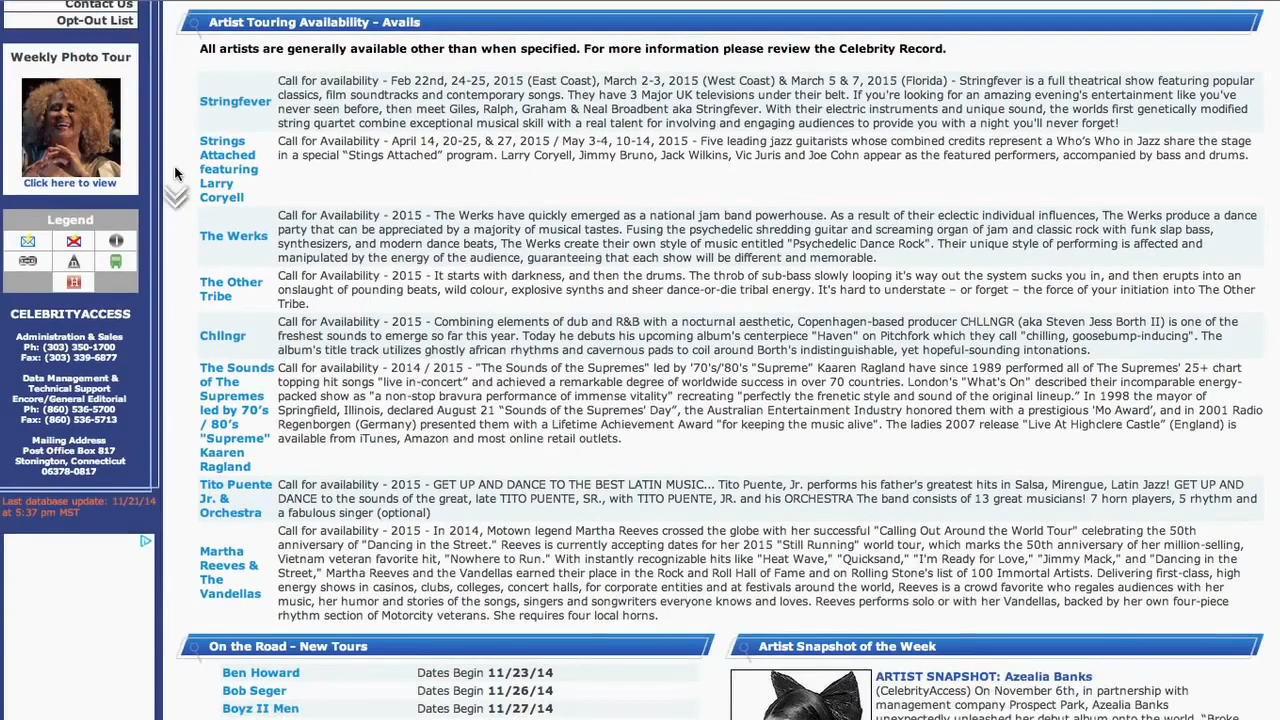 Contact Us
Opt-Out List
Weekly Photo Tour
Click here to view
Legend
CELEBRITYACCESS
Administration & Sales
Ph: (303) 350-1700
Fax: (303) 339-6877
Data Management &
Technical Support
Encore/General Editorial
Ph: (860) 536-5700
Fax: (860) 536-5713
Mailing Address
Post Office Box 817
Stonington, Connecticut
06378-0817
Last database update: 11/21/14
at 5:37 pm MST
Artist Touring Availability – Avails
All artists are generally available other than when specified. For more information please review the Celebrity Record.
Stringfever
Call for availability - Feb 22nd, 24-25, 2015 (East Coast), March 2-3, 2015 (West Coast) & March 5 & 7, 2015 (Florida) - Stringfever is a full theatrical show featuring popular
classics, film soundtracks and contemporary songs. They have 3 Major UK televisions under their belt. If you're looking for an amazing evening's entertainment like you've
never seen before, then meet Giles, Ralph, Graham & Neal Broadbent aka Stringfever. With their electric instruments and unique sound, the worlds first genetically modified
string quartet combine exceptional musical skill with a real talent for involving and engaging audiences to provide you with a night you'll never forget!
Strings
Attached
featuring
Larry
Coryell
Call for Availability - April 14, 20-25, & 27, 2015 / May 3-4, 10-14, 2015 - Five leading jazz guitarists whose combined credits represent a Who’s Who in Jazz share the stage
in a special “Stings Attached” program. Larry Coryell, Jimmy Bruno, Jack Wilkins, Vic Juris and Joe Cohn appear as the featured performers, accompanied by bass and drums.
The Werks
Call for Availability - 2015 - The Werks have quickly emerged as a national jam band powerhouse. As a result of their eclectic individual influences, The Werks produce a dance
party that can be appreciated by a majority of musical tastes. Fusing the psychedelic shredding guitar and screaming organ of jam and classic rock with funk slap bass,
synthesizers, and modern dance beats, The Werks create their own style of music entitled "Psychedelic Dance Rock". Their unique style of performing is affected and
manipulated by the energy of the audience, guaranteeing that each show will be different and memorable.
The Other
Tribe
Call for Availability - 2015 - It starts with darkness, and then the drums. The throb of sub-bass slowly looping it's way out the system sucks you in, and then erupts into an
onslaught of pounding beats, wild colour, explosive synths and sheer dance-or-die tribal energy. It's hard to understate – or forget – the force of your initiation into The Other
Tribe.
Chllngr
Call for Availability - 2015 - Combining elements of dub and R&B with a nocturnal aesthetic, Copenhagen-based producer CHLLNGR (aka Steven Jess Borth II) is one of the
freshest sounds to emerge so far this year. Today he debuts his upcoming album's centerpiece "Haven" on Pitchfork which they call "chilling, goosebump-inducing". The
album's title track utilizes ghostly african rhythms and cavernous pads to coil around Borth's indistinguishable, yet hopeful-sounding intonations.
The Sounds
of The
Supremes
led by 70’s
/ 80’s
"Supreme"
Kaaren
Ragland
Call for Availability - 2014 / 2015 - "The Sounds of the Supremes" led by '70's/'80's "Supreme" Kaaren Ragland have since 1989 performed all of The Supremes' 25+ chart
topping hit songs "live in-concert” and achieved a remarkable degree of worldwide success in over 70 countries. London's "What's On" described their incomparable energy-
packed show as "a non-stop bravura performance of immense vitality" recreating "perfectly the frenetic style and sound of the original lineup.” In 1998 the mayor of
Springfield, Illinois, declared August 21 “Sounds of the Supremes’ Day”, the Australian Entertainment Industry honored them with a prestigious 'Mo Award’, and in 2001 Radio
Regenborgen (Germany) presented them with a Lifetime Achievement Award "for keeping the music alive". The ladies 2007 release "Live At Highclere Castle” (England) is
available from iTunes, Amazon and most online retail outlets.
Tito Puente
Jr. &
Orchestra
Call for Availability - 2015 - GET UP AND DANCE TO THE BEST LATIN MUSIC... Tito Puente, Jr. performs his father's greatest hits in Salsa, Mirengue, Latin Jazz! GET UP AND
DANCE to the sounds of the great, late TITO PUENTE, SR., with TITO PUENTE, JR. and his ORCHESTRA The band consists of 13 great musicians! 7 horn players, 5 rhythm and
a fabulous singer (optional)
Martha
Reeves &
The
Vandellas
Call for Availability - 2015 - In 2014, Motown legend Martha Reeves crossed the globe with her successful "Calling Out Around the World Tour" celebrating the 50th
anniversary of "Dancing in the Street." Reeves is currently accepting dates for her 2015 "Still Running" world tour, which marks the 50th anniversary of her million-selling,
Vietnam veteran favorite hit, "Nowhere to Run." With instantly recognizable hits like "Heat Wave," "Quicksand," "I'm Ready for Love," "Jimmy Mack," and "Dancing in the
Street," Martha Reeves and the Vandellas earned their place in the Rock and Roll Hall of Fame and on Rolling Stone's list of 100 Immortal Artists. Delivering first-class, high
energy shows in casinos, clubs, colleges, concert halls, for corporate entities and at festivals around the world, Reeves is a crowd favorite who regales audiences with her
music, her humor and stories of the songs, singers and songwriters everyone knows and loves. Reeves performs solo or with her Vandellas, backed by her own four-piece
rhythm section of Motorcity veterans. She requires four local horns.
On the Road – New Tours
Ben Howard Dates Begin 11/23/14
Bob Seger Dates Begin 11/26/14
Boyz II Men Dates Begin 11/27/14
Artist Snapshot of the Week
ARTIST SNAPSHOT: Azealia Banks
(CelebrityAccess) On November 6th, in partnership with
management company Prospect Park, Azealia Banks
unexpectedly unleashed her debut album onto the world, "Broke